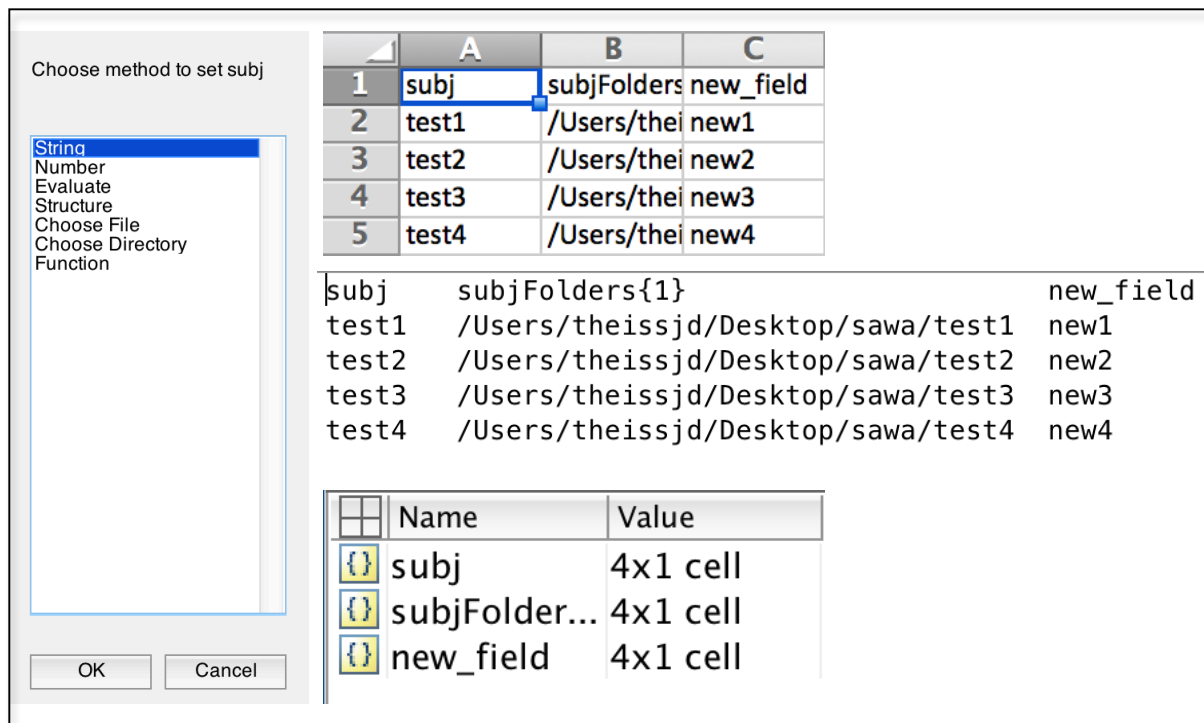 Choose method to set subj
String
Number
Evaluate
Structure
Choose File
Choose Directory
Function
OK Cancel
A B C
1 subj subjFolders new_field
2 test1 /Users/thei new1
3 test2 /Users/thei new2
4 test3 /Users/thei new3
5 test4 /Users/thei new4
subj subjFolders{1} new_field
test1 /Users/theissjd/Desktop/sawa/test1 new1
test2 /Users/theissjd/Desktop/sawa/test2 new2
test3 /Users/theissjd/Desktop/sawa/test3 new3
test4 /Users/theissjd/Desktop/sawa/test4 new4
Name Value
{} subj 4x1 cell
{} subjFolder... 4x1 cell
{} new_field 4x1 cell